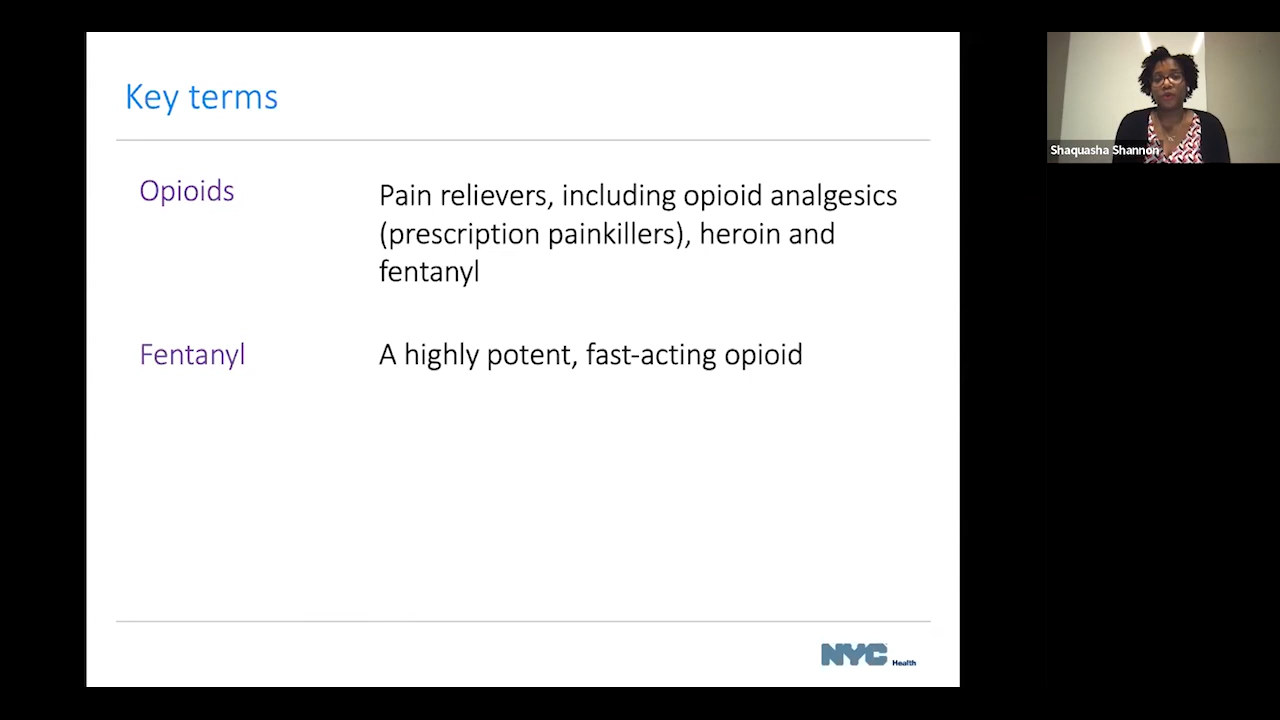 Key terms
Opioids
Pain relievers, including opioid analgesics
(prescription painkillers), heroin and
fentanyl
Fentanyl
A highly potent, fast-acting opioid
NYC Health
Shaquasha Shannon